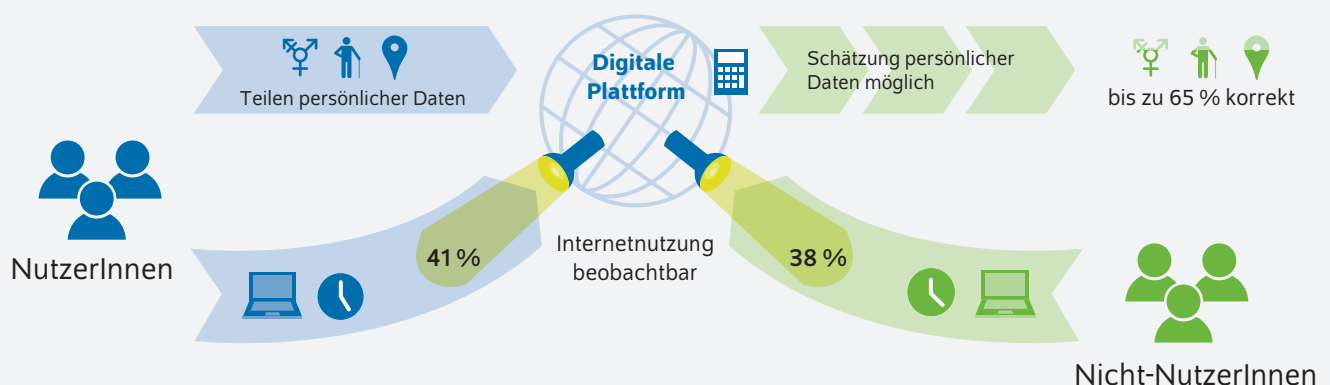 Teilen persönlicher Daten
Digitale
Plattform
Schätzung persönlicher
Daten möglich
bis zu 65 % korrekt
NutzerInnen
41 %
Internetnutzung
beobachtbar
38 %
Nicht-NutzerInnen